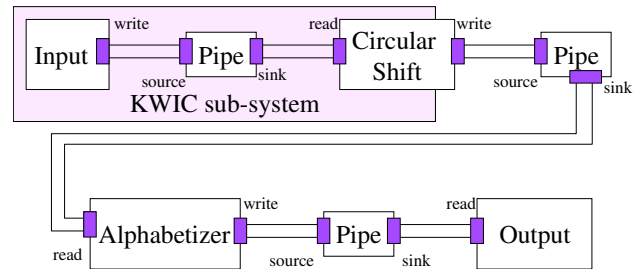 write read write
Input Pipe Circular Shift Pipe
source sink source sink
KWIC sub-system
write read
Alphabetizer Pipe Output
read source sink